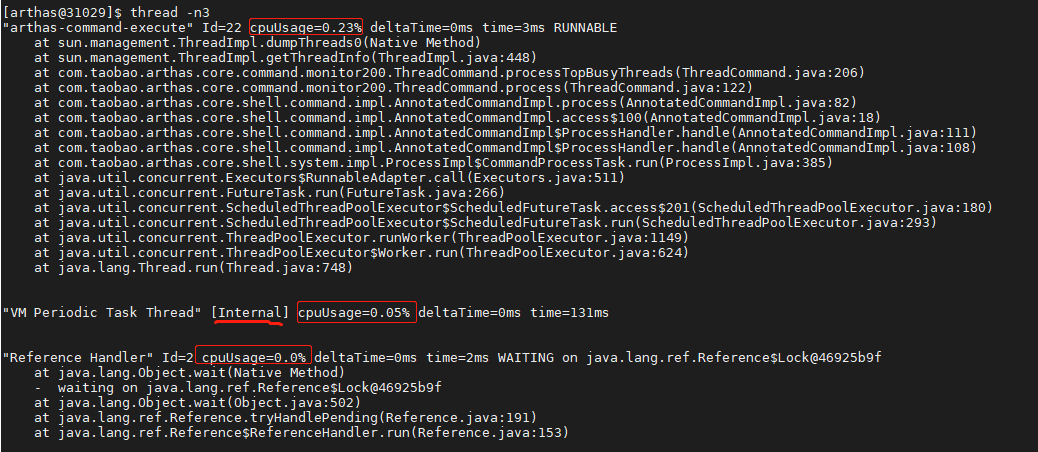 [arthas@31029]$ thread -n3
"arthas-command-execute" Id=22 cpuUsage=0.23% deltaTime=0ms time=3ms RUNNABLE
    at sun.management.ThreadImpl.dumpThreads0(Native Method)
    at sun.management.ThreadImpl.getThreadInfo(ThreadImpl.java:448)
    at com.taobao.arthas.core.command.monitor200.ThreadCommand.processTopBusyThreads(ThreadCommand.java:206)
    at com.taobao.arthas.core.command.monitor200.ThreadCommand.process(ThreadCommand.java:122)
    at com.taobao.arthas.core.shell.command.impl.AnnotatedCommandImpl.process(AnnotatedCommandImpl.java:82)
    at com.taobao.arthas.core.shell.command.impl.AnnotatedCommandImpl.access$100(AnnotatedCommandImpl.java:18)
    at com.taobao.arthas.core.shell.command.impl.AnnotatedCommandImpl$ProcessHandler.handle(AnnotatedCommandImpl.java:111)
    at com.taobao.arthas.core.shell.command.impl.AnnotatedCommandImpl$ProcessHandler.handle(AnnotatedCommandImpl.java:108)
    at com.taobao.arthas.core.shell.system.impl.ProcessImpl$CommandProcessTask.run(ProcessImpl.java:385)
    at java.util.concurrent.Executors$RunnableAdapter.call(Executors.java:511)
    at java.util.concurrent.FutureTask.run(FutureTask.java:266)
    at java.util.concurrent.ScheduledThreadPoolExecutor$ScheduledFutureTask.access$201(ScheduledThreadPoolExecutor.java:180)
    at java.util.concurrent.ScheduledThreadPoolExecutor$ScheduledFutureTask.run(ScheduledThreadPoolExecutor.java:293)
    at java.util.concurrent.ThreadPoolExecutor.runWorker(ThreadPoolExecutor.java:1149)
    at java.util.concurrent.ThreadPoolExecutor$Worker.run(ThreadPoolExecutor.java:624)
    at java.lang.Thread.run(Thread.java:748)
"VM Periodic Task Thread" [Internal] cpuUsage=0.05% deltaTime=0ms time=131ms
"Reference Handler" Id=2 cpuUsage=0.0% deltaTime=0ms time=2ms WAITING on java.lang.ref.Reference$Lock@46925b9f
    at java.lang.Object.wait(Native Method)
    -  waiting on java.lang.ref.Reference$Lock@46925b9f
    at java.lang.Object.wait(Object.java:502)
    at java.lang.ref.Reference.tryHandlePending(Reference.java:191)
    at java.lang.ref.Reference$ReferenceHandler.run(Reference.java:153)